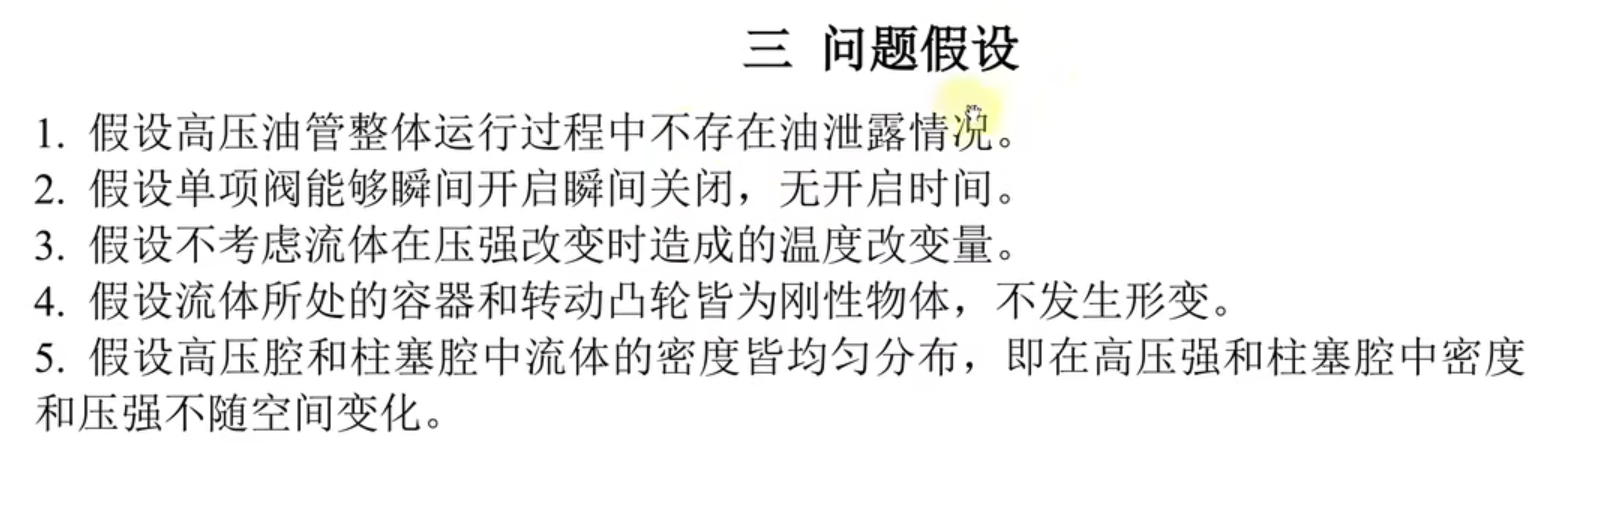 三 问题假设
1. 假设高压油管整体运行过程中不存在油泄露情况。
2. 假设单项阀能够瞬间开启瞬间关闭，无开启时间。
3. 假设不考虑流体在压强改变时造成的温度改变量。
4. 假设流体所处的容器和转动凸轮皆为刚性物体，不发生形变。
5. 假设高压腔和柱塞腔中流体的密度皆均匀分布，即在高压强和柱塞腔中密度
和压强不随空间变化。